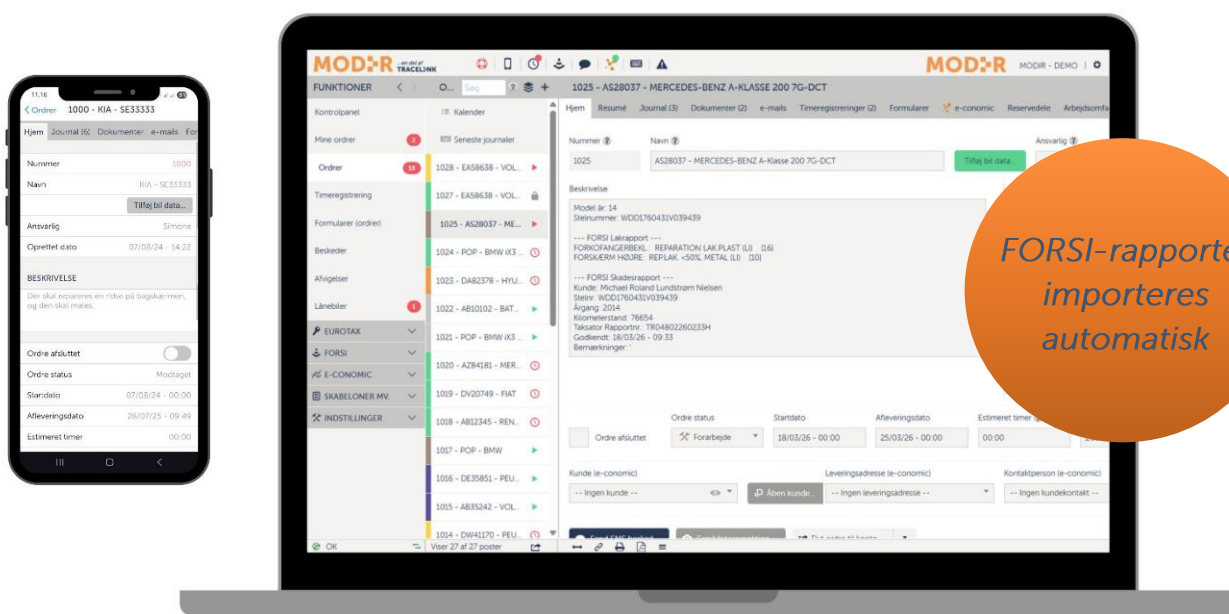 11.16
Ordrer 1000 - KIA - SE33333
Hjem Journal (6) Dokumenter e-mails For
Nummer 1000
Navn KIA - SE33333
Tilføj bil data...
Ansvarlig Simone
Oprettet dato 07/08/24 - 14:22
BESKRIVELSE
Der skal repareres en ridse på bagskærmen,
og den skal males.
Ordre afsluttet
Ordre status Modtaget
Startdato 07/08/24 - 00:00
Afleveringsdato 28/07/25 - 09:49
Estimeret timer 00:00
MODIR ...en del af TRACELINK
MODIR MODIR - DEMO
FUNKTIONER O... Søg
1025 - AS28037 - MERCEDES-BENZ A-KLASSE 200 7G-DCT
Kontrolpanel
Mine ordrer
Ordrer 18
Timeregistrering
Formularer (ordrer)
Beskeder
Afvigelser
Lånebiler 1
EUROTAX
FORSI
E-CONOMIC
SKABELONER MV.
INDSTILLINGER
OK
Kalender
Seneste journaler
1028 - EA58638 - VOL...
1027 - EA58638 - VOL...
1025 - AS28037 - ME...
1024 - POP - BMW iX3 ...
1023 - DA82378 - HYU...
1022 - AB10102 - BAT...
1021 - POP - BMW iX3 ...
1020 - AZ84181 - MER...
1019 - DV20749 - FIAT
1018 - AB12345 - REN...
1017 - POP - BMW
1016 - DE35851 - PEU...
1015 - AB35242 - VOL...
1014 - DW41170 - PEU...
Viser 27 af 27 poster
Hjem Resumé Journal (3) Dokumenter (2) e-mails Timeregistreringer (2) Formularer e-conomic Reservedele Arbejdsomfa
Nummer Navn Ansvarlig
1025 AS28037 - MERCEDES-BENZ A-Klasse 200 7G-DCT Tilføj bil data...
Beskrivelse
Model år: 14
Stelnummer: WDD1760431V039439
--- FORSI Lakrapport ---
FORKOFANGERBEKL.: REPARATION LAK.PLAST (LI) [16]
FORSKÆRM HØJRE: REP.LAK. <50% METAL (LI) [10]
--- FORSI Skadesrapport ---
Kunde: Michael Roland Lundstrøm Nielsen
Stelnr: WDD1760431V039439
Årgang: 2014
Kilometerstand: 76654
Taksator Rapportnr.: TR04802260233H
Godkendt: 18/03/26 - 09:33
Bemærkninger: '
FORSI-rapporte
importeres
automatisk
Ordre status Startdato Afleveringsdato Estimeret timer
Ordre afsluttet Forarbejde 18/03/26 - 00:00 25/03/26 - 00:00 00:00
Kunde (e-conomic) Leveringsadresse (e-conomic) Kontaktperson (e-conomic)
-- Ingen kunde -- Åben kunde... -- Ingen leveringsadresse -- -- Ingen kundekontakt --